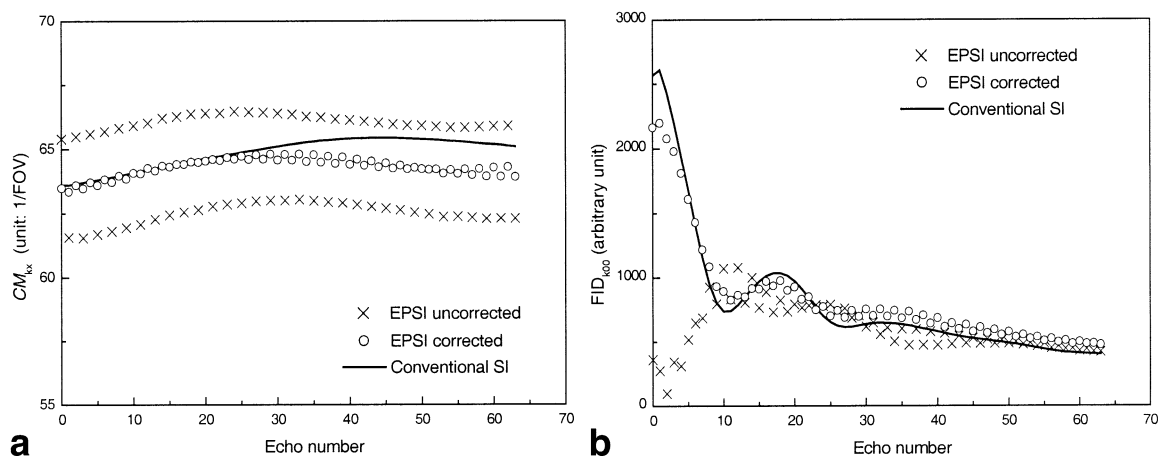 70
65
60
55
CM_kx (unit: 1/FOV)
× EPSI uncorrected
○ EPSI corrected
Conventional SI
0 10 20 30 40 50 60 70
Echo number
a
3000
2000
1000
0
FID_k00 (arbitrary unit)
× EPSI uncorrected
○ EPSI corrected
Conventional SI
0 10 20 30 40 50 60 70
Echo number
b